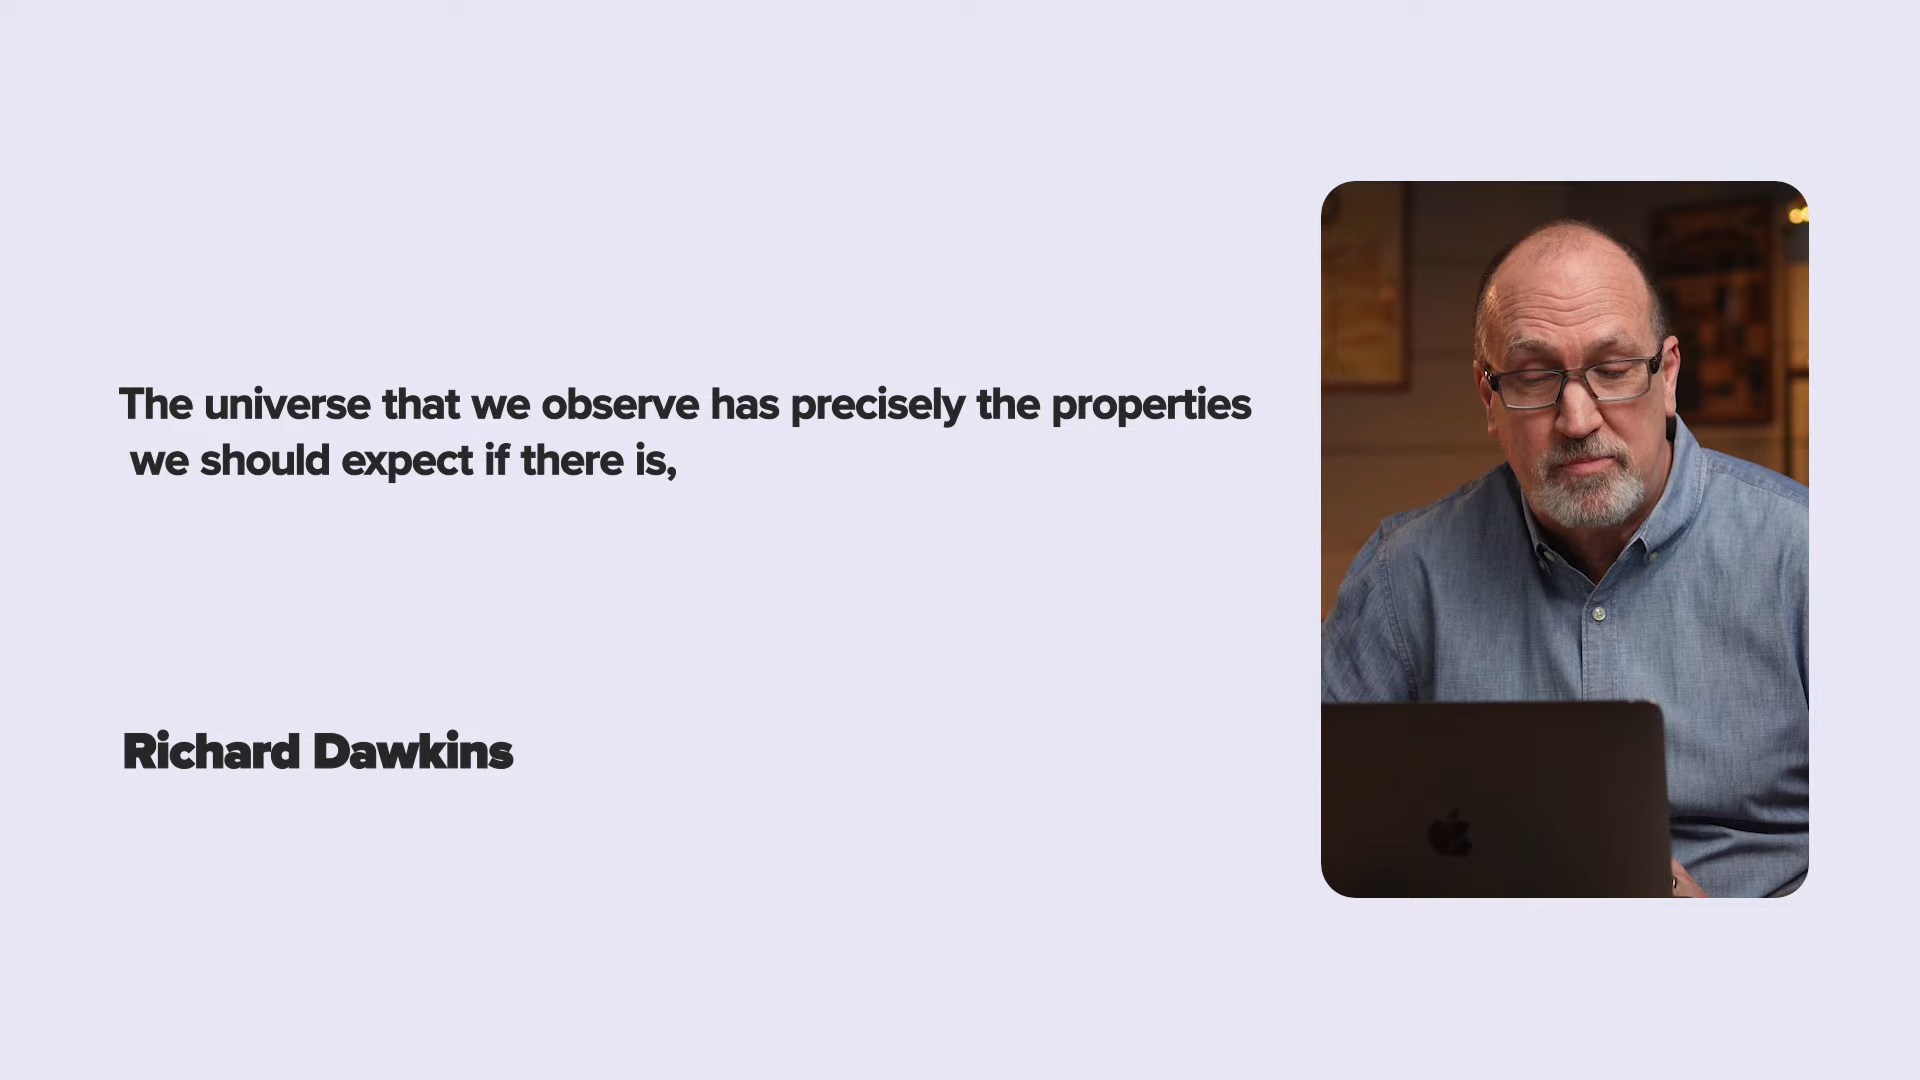 The universe that we observe has precisely the properties
we should expect if there is,
Richard Dawkins